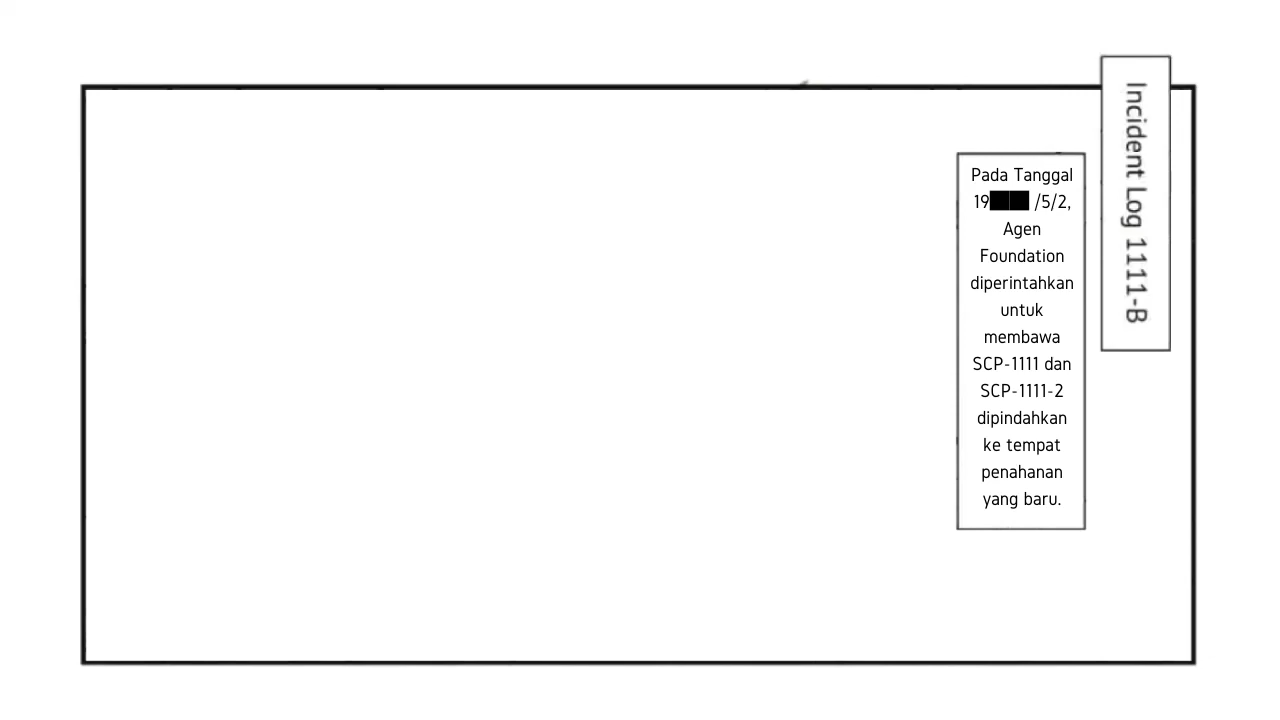 Incident Log 1111-B
Pada Tanggal
19██ /5/2,
Agen
Foundation
diperintahkan
untuk
membawa
SCP-1111 dan
SCP-1111-2
dipindahkan
ke tempat
penahanan
yang baru.